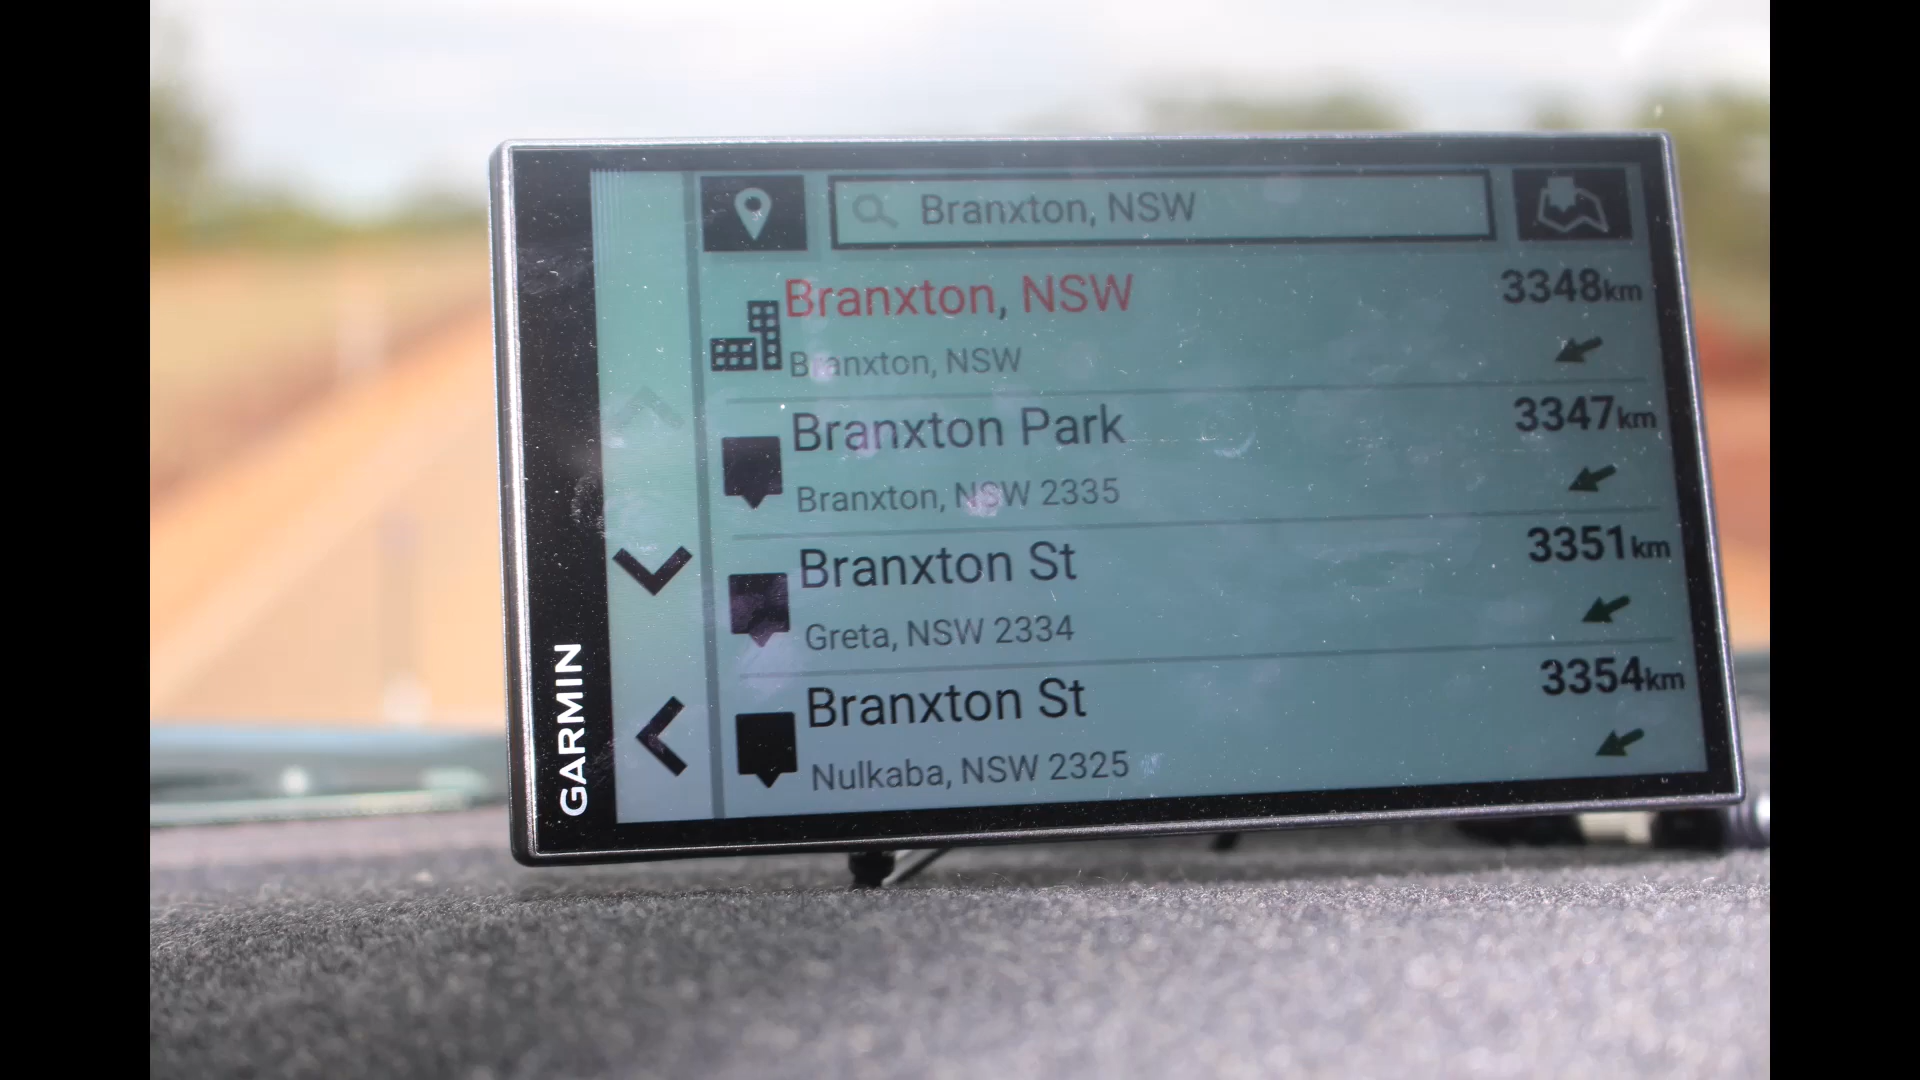 Branxton, NSW
Branxton, NSW
3348km
Branxton, NSW
Branxton Park
3347km
Branxton, NSW 2335
Branxton St
3351km
Greta, NSW 2334
Branxton St
3354km
Nulkaba, NSW 2325
GARMIN